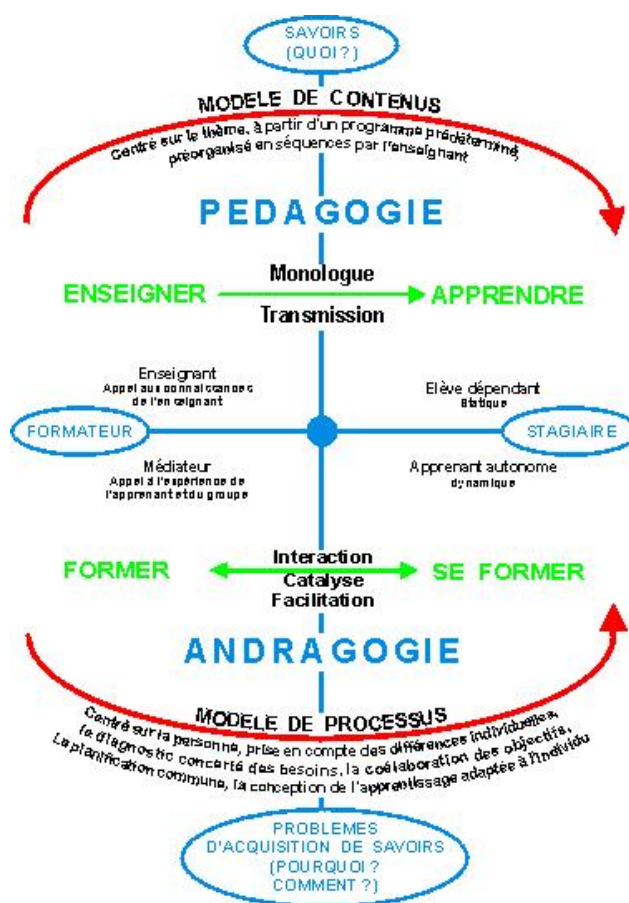 SAVOIRS
(QUOI?)
MODELE DE CONTENUS
Centré sur le thème, à partir d'un programme prédéterminé,
préorganisé en séquences par l'enseignant
PEDAGOGIE
Monologue
ENSEIGNER
APPRENDRE
Transmission
Enseignant
Appel aux connaissances
de l'enseignant
Elève dépendant
Statique
FORMATEUR
STAGIAIRE
Médiateur
Appel à l'expérience de
l'apprenant et du groupe
Apprenant autonome
dynamique
Interaction
FORMER
SE FORMER
Catalyse
Facilitation
ANDRAGOGIE
MODELE DE PROCESSUS
Centré sur la personne, prise en compte des différences individuelles,
le diagnostic concerté des besoins, la coélaboration des objectifs,
La planification commune, la conception de l'apprentissage adaptée à l'individu
PROBLEMES
D'ACQUISITION DE SAVOIRS
(POURQUOI?
COMMENT?)